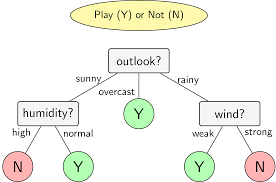 Play (Y) or Not (N)
outlook?
sunny
overcast
rainy
humidity?
Y
wind?
high
normal
weak
strong
N
Y
Y
N